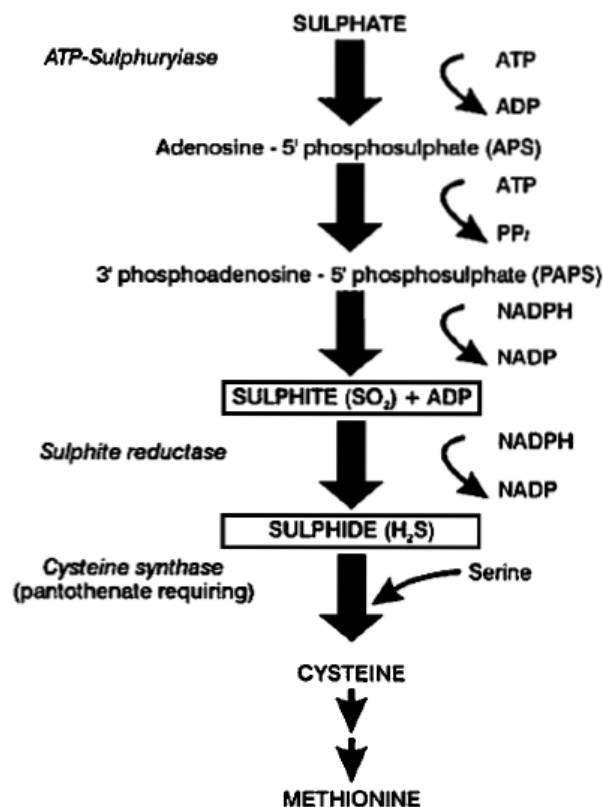 SULPHATE
ATP-Sulphuryiase
ATP
ADP
Adenosine - 5' phosphosulphate (APS)
ATP
PPi
3' phosphoadenosine - 5' phosphosulphate (PAPS)
NADPH
NADP
SULPHITE (SO₂) + ADP
Sulphite reductase
NADPH
NADP
SULPHIDE (H₂S)
Cysteine synthase
(pantothenate requiring)
Serine
CYSTEINE
METHIONINE